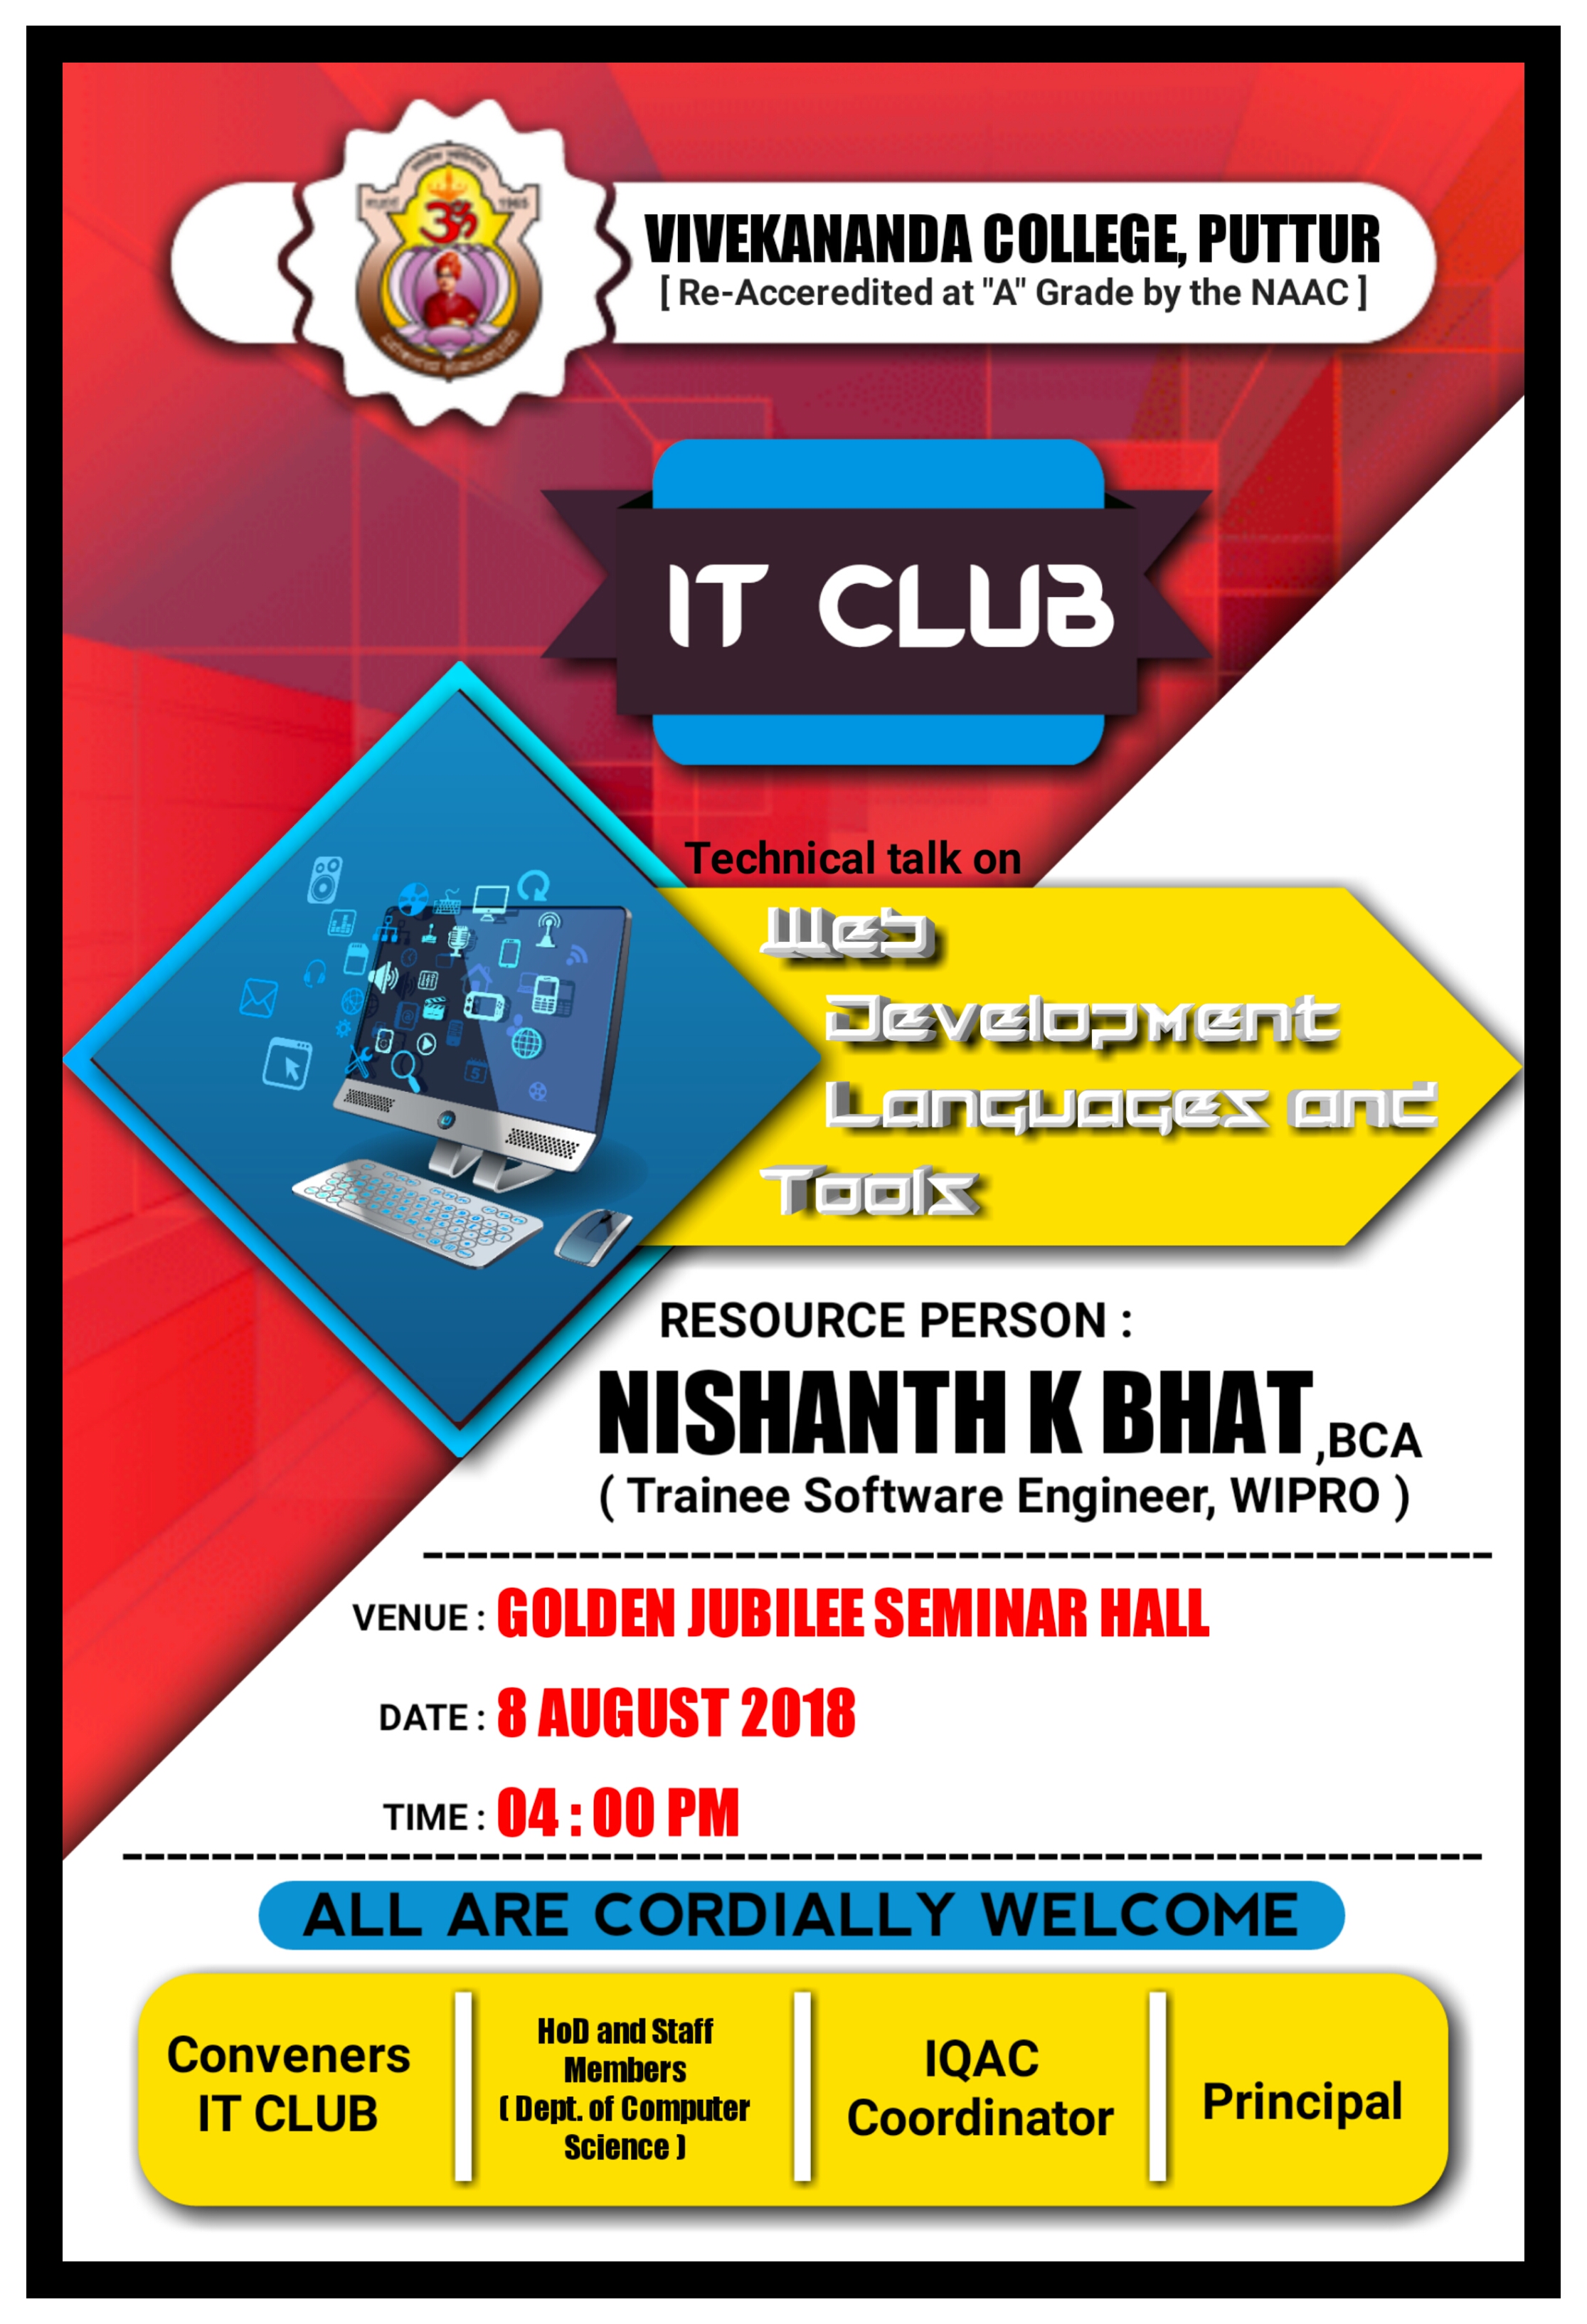 1965
VIVEKANANDA COLLEGE, PUTTUR
[ Re-Acceredited at "A" Grade by the NAAC ]
IT CLUB
Technical talk on
Web
Development
Languages and
Tools
RESOURCE PERSON :
NISHANTH K BHAT,BCA
( Trainee Software Engineer, WIPRO )
VENUE : GOLDEN JUBILEE SEMINAR HALL
DATE : 8 AUGUST 2018
TIME : 04 : 00 PM
ALL ARE CORDIALLY WELCOME
Conveners
IT CLUB
HoD and Staff
Members
( Dept. of Computer
Science )
IQAC
Coordinator
Principal